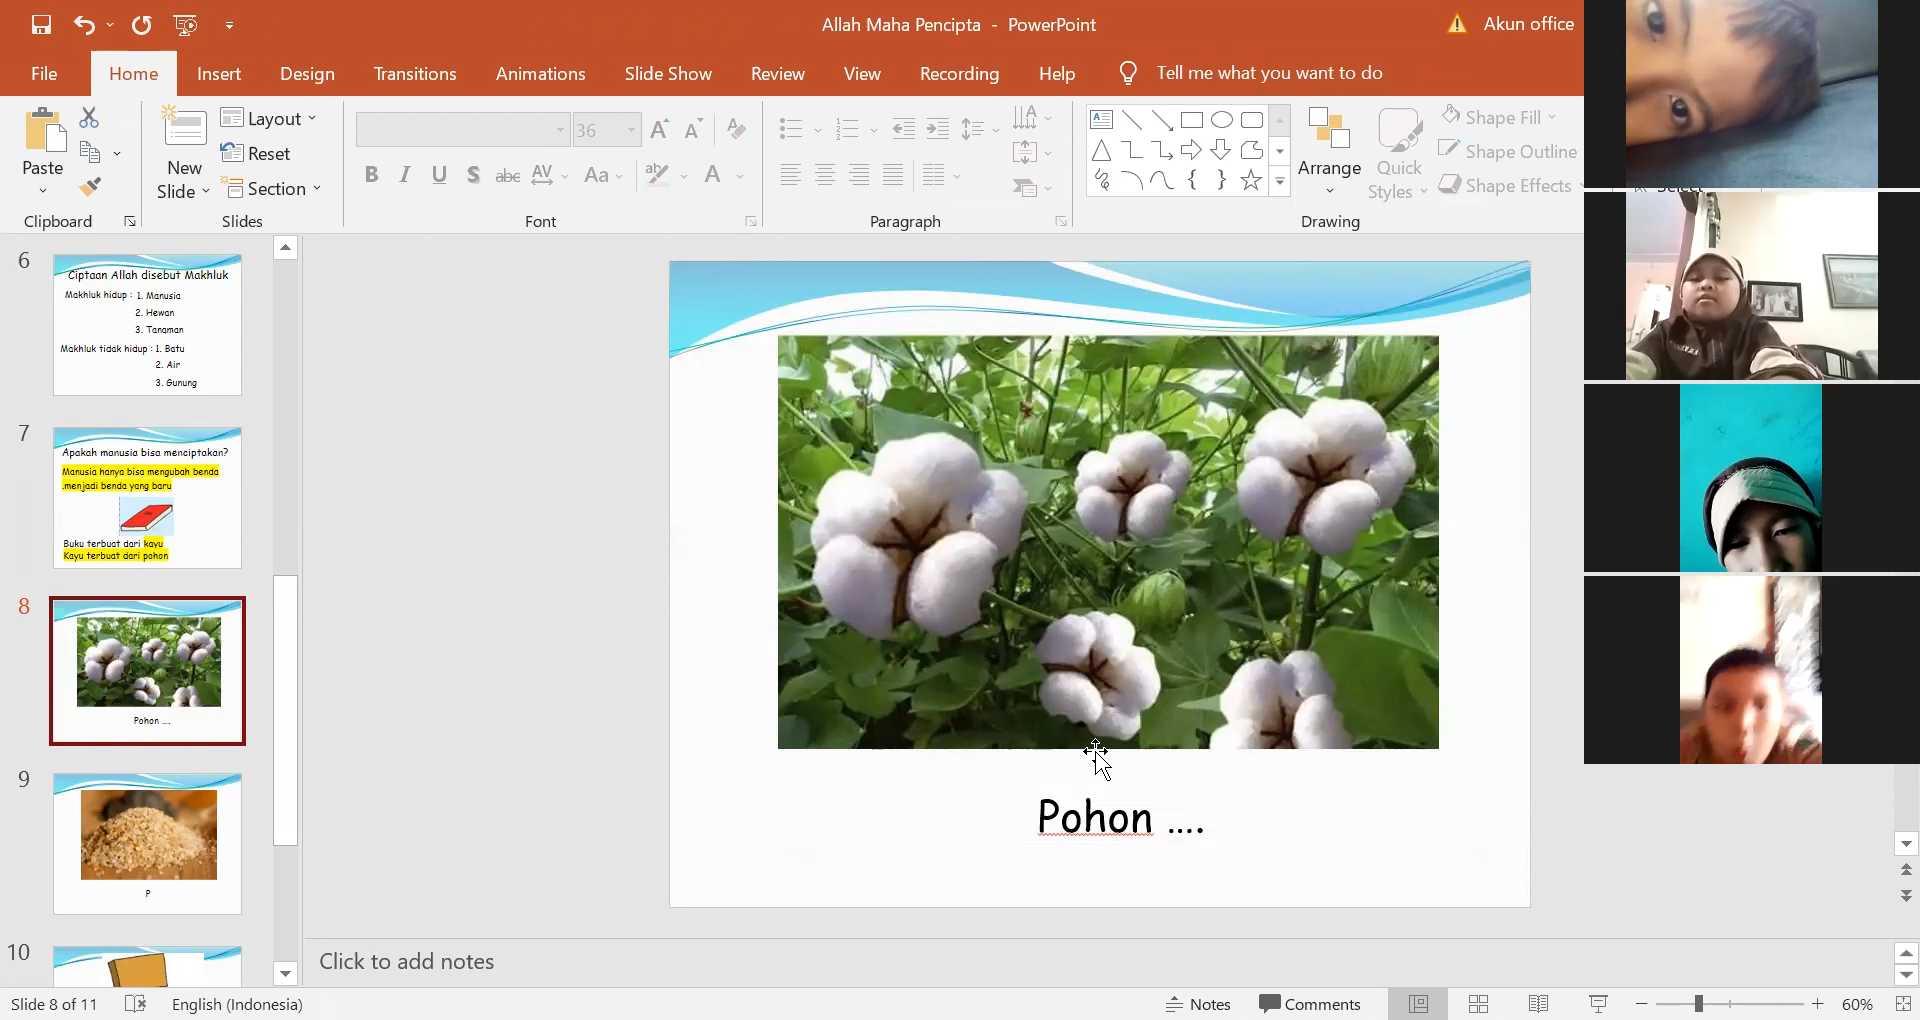 Allah Maha Pencipta - PowerPoint
Akun office
File
Home
Insert
Design
Transitions
Animations
Slide Show
Review
View
Recording
Help
Tell me what you want to do
Paste
New
Slide
Layout
Reset
Section
36
B I U S abc AV Aa A
Arrange
Quick
Styles
Shape Fill
Shape Outline
Shape Effects
Select
Clipboard
Slides
Font
Paragraph
Drawing
6
Ciptaan Allah disebut Makhluk
Makhluk hidup : 1. Manusia
2. Hewan
3. Tanaman
Makhluk tidak hidup : 1. Batu
2. Air
3. Gunung
7
Apakah manusia bisa menciptakan?
Manusia hanya bisa mengubah benda
.menjadi benda yang baru
Buku terbuat dari kayu
Kayu terbuat dari pohon
8
Pohon ....
9
P
10
Pohon ....
Click to add notes
Slide 8 of 11
English (Indonesia)
Notes
Comments
60%